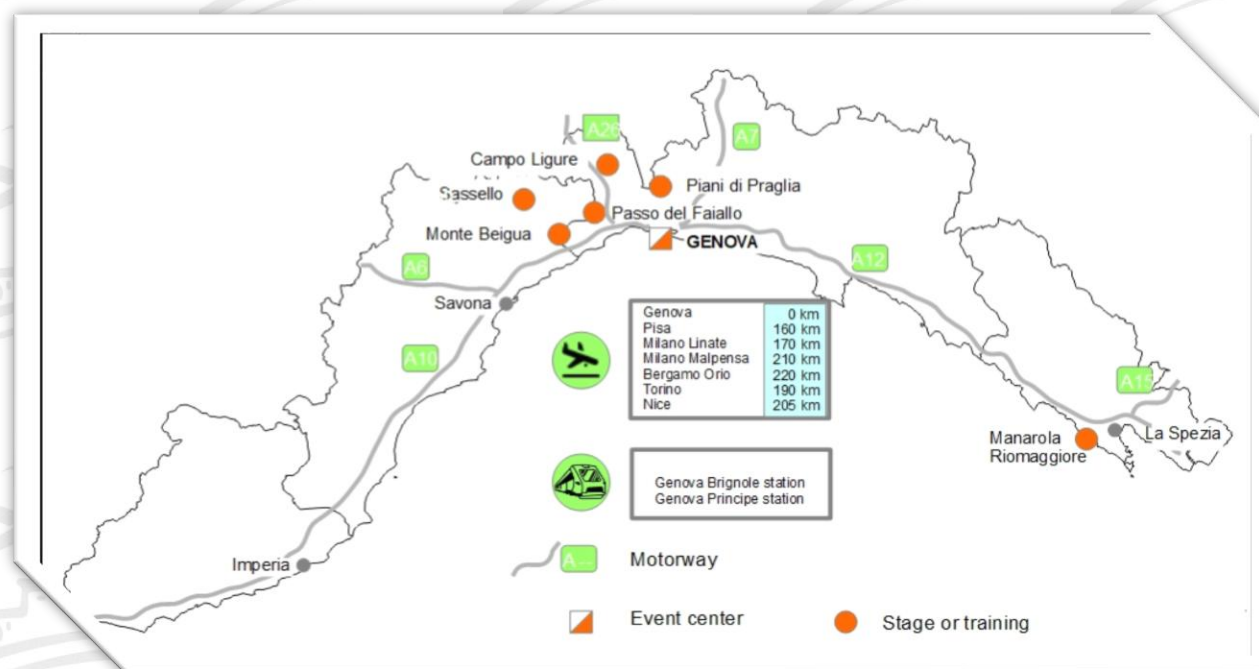 A26
A7
Campo Ligure
Piani di Praglia
Sassello
Passo del Faiallo
Monte Beigua
GENOVA
A12
A6
Savona
Genova 0 km
Pisa 160 km
Milano Linate 170 km
Milano Malpensa 210 km
Bergamo Orio 220 km
Torino 190 km
Nice 205 km
A10
A15
Manarola
Riomaggiore
La Spezia
Genova Brignole station
Genova Principe station
Imperia
A... Motorway
Event center
Stage or training